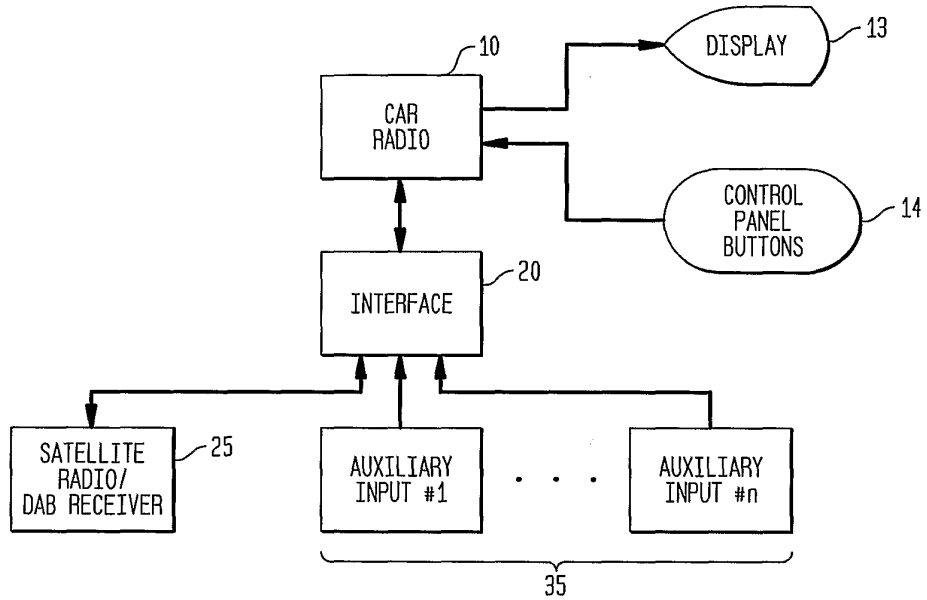 13
DISPLAY
10
CAR
RADIO
CONTROL
PANEL
BUTTONS
14
20
INTERFACE
SATELLITE
RADIO/
DAB RECEIVER
25
AUXILIARY
INPUT #1
. . .
AUXILIARY
INPUT #n
35